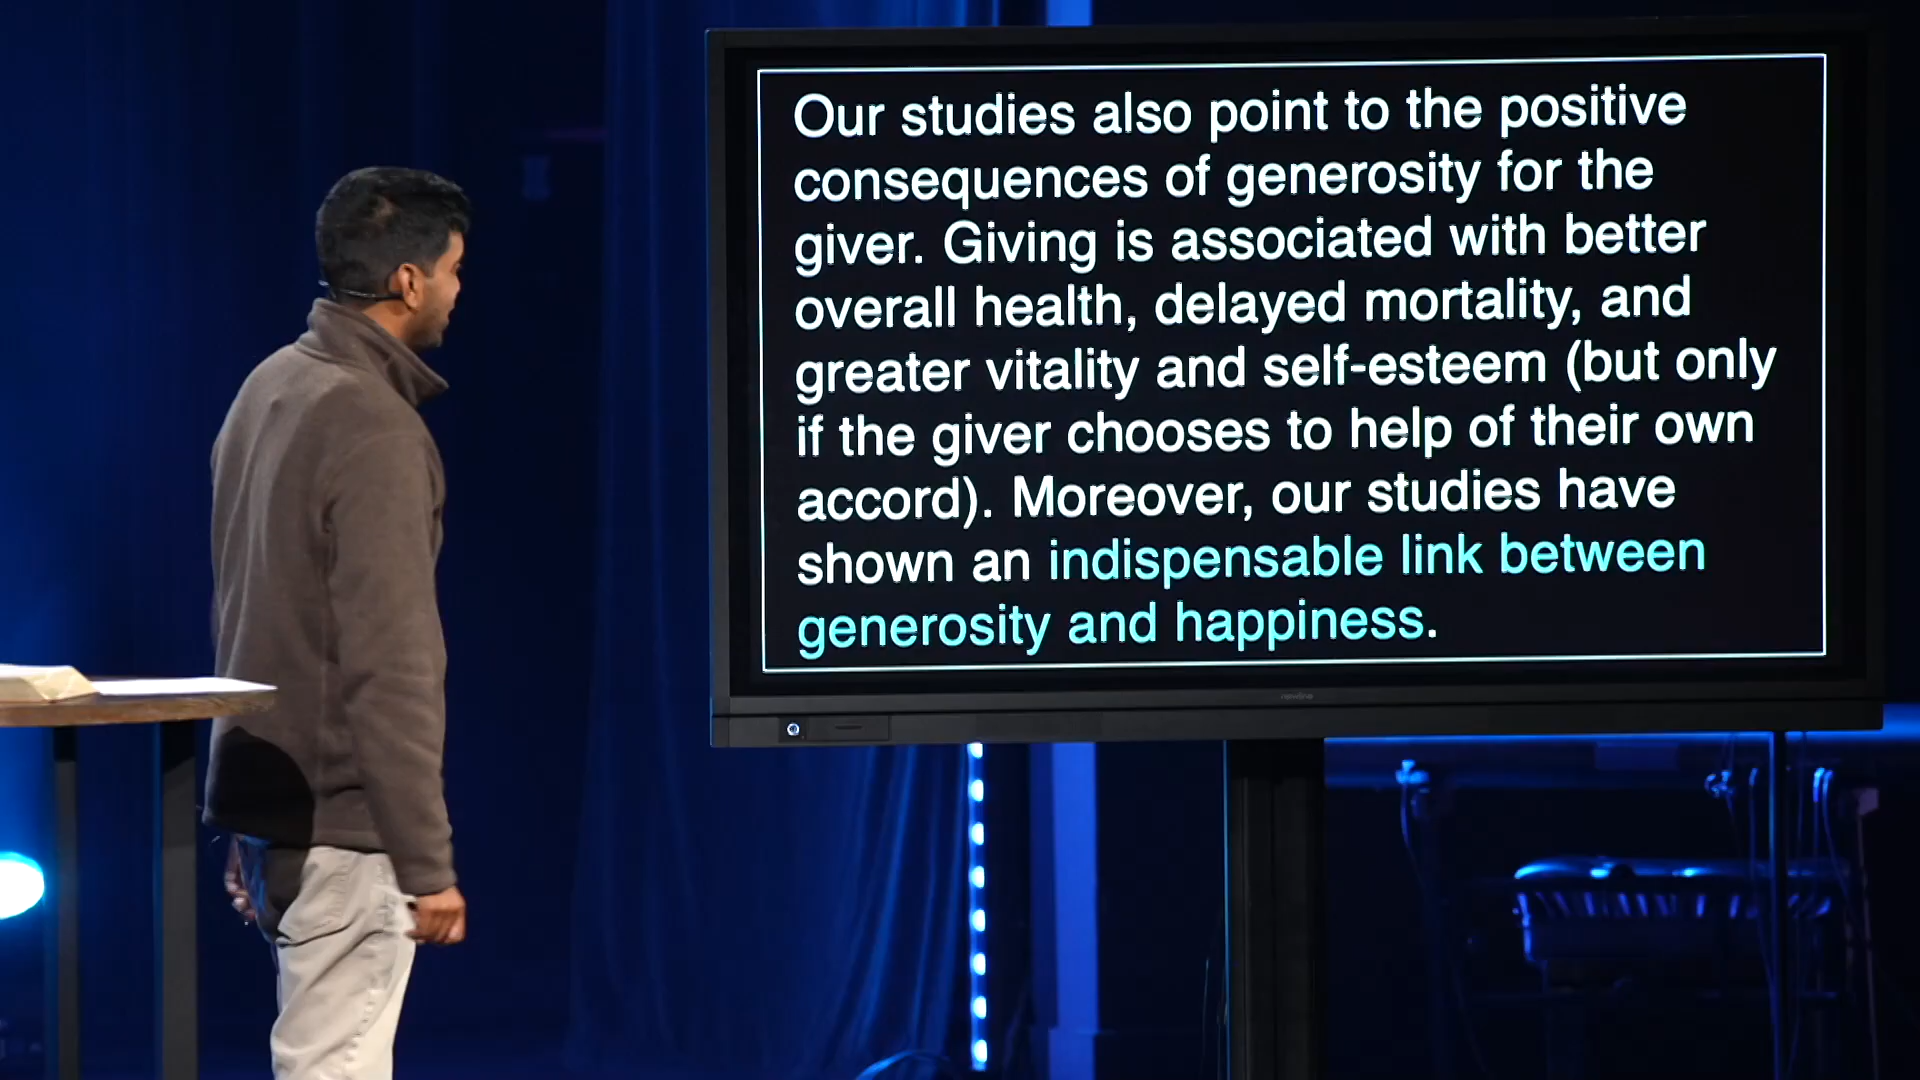 Our studies also point to the positive
consequences of generosity for the
giver. Giving is associated with better
overall health, delayed mortality, and
greater vitality and self-esteem (but only
if the giver chooses to help of their own
accord). Moreover, our studies have
shown an indispensable link between
generosity and happiness.
newline